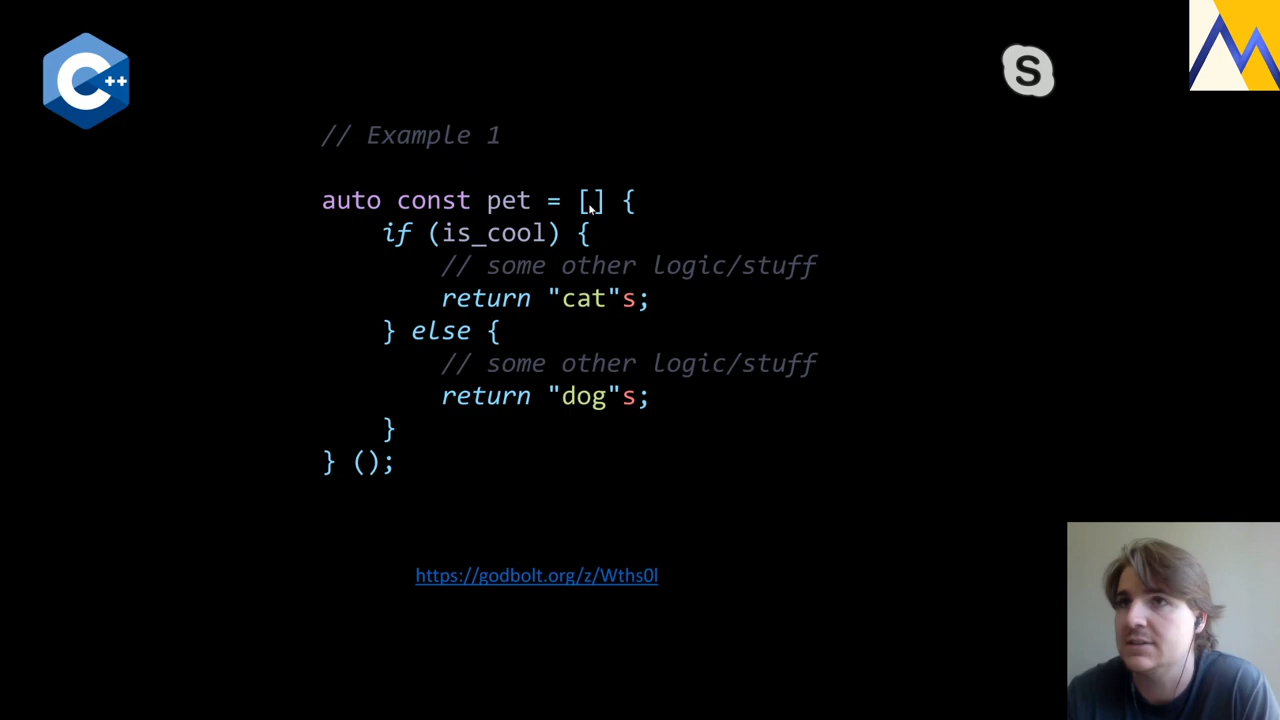 C++
S
// Example 1
auto const pet = [] {
if (is_cool) {
// some other logic/stuff
return "cat"s;
} else {
// some other logic/stuff
return "dog"s;
}
} ();
https://godbolt.org/z/Wths0l